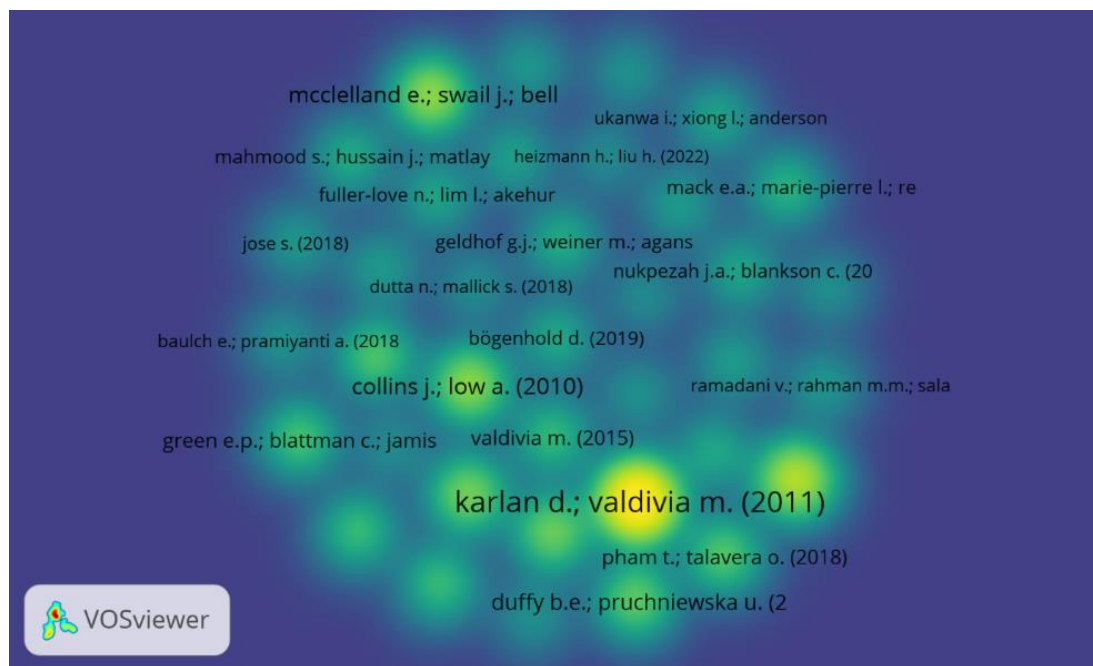 mcclelland e.; swail j.; bell
ukanwa i.; xiong l.; anderson
mahmood s.; hussain j.; matlay
heizmann h.; liu h. (2022)
mack e.a.; marie-pierre l.; re
fuller-love n.; lim l.; akehur
jose s. (2018)
geldhof g.j.; weiner m.; agans
nukpezah j.a.; blankson c. (20
dutta n.; mallick s. (2018)
baulch e.; pramiyanti a. (2018
bögenhold d. (2019)
collins j.; low a. (2010)
ramadani v.; rahman m.m.; sala
green e.p.; blattman c.; jamis
valdivia m. (2015)
karlan d.; valdivia m. (2011)
pham t.; talavera o. (2018)
duffy b.e.; pruchniewska u. (2
VOSviewer